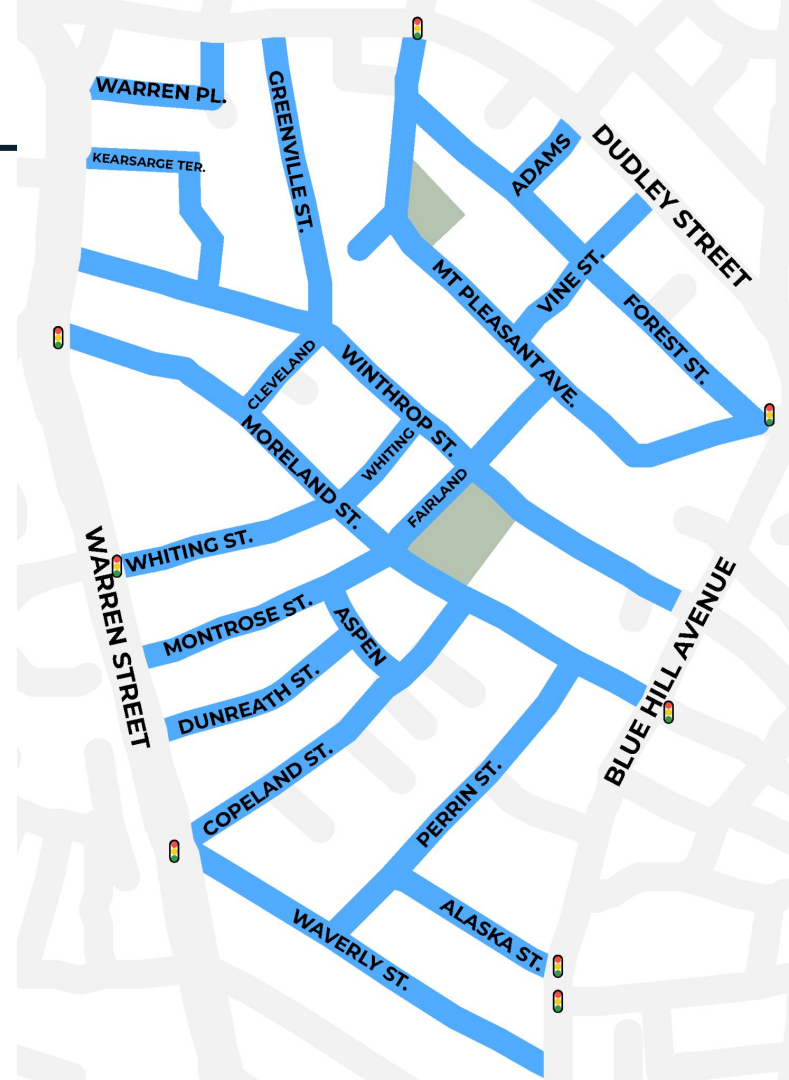 WARREN PL.
GREENVILLE ST.
KEARSARGE TER.
ADAMS
DUDLEY STREET
VINE ST.
MT PLEASANT AVE.
FOREST ST.
CLEVELAND
WINTHROP ST.
MORELAND ST.
WHITING
FAIRLAND
WHITING ST.
WARREN STREET
MONTROSE ST.
ASPEN
DUNREATH ST.
BLUE HILL AVENUE
COPELAND ST.
PERRIN ST.
ALASKA ST.
WAVERLY ST.